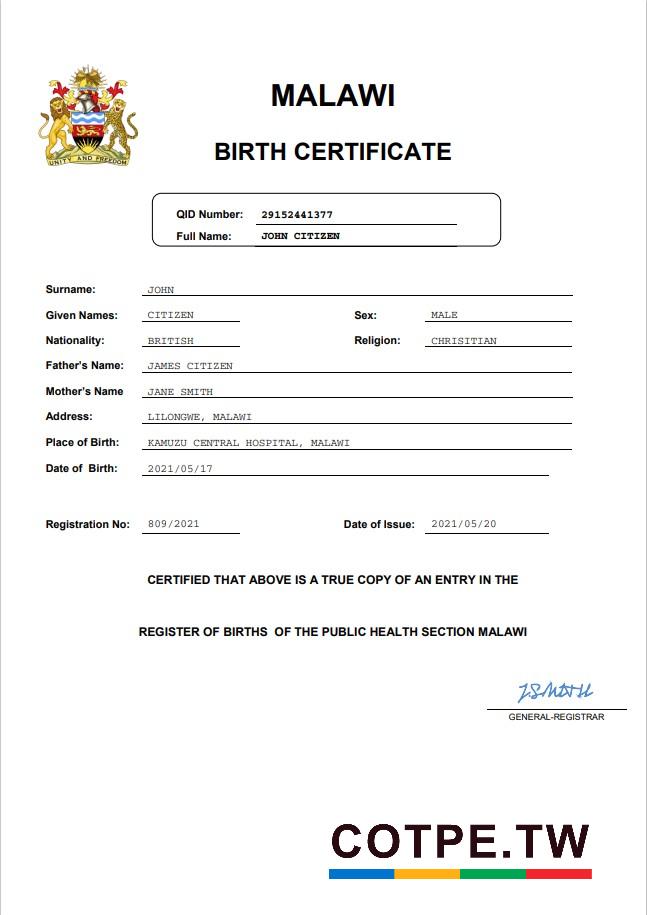 MALAWI
BIRTH CERTIFICATE
UNITY AND FREEDOM
QID Number: 29152441377
Full Name: JOHN CITIZEN
Surname: JOHN
Given Names: CITIZEN Sex: MALE
Nationality: BRITISH Religion: CHRISITIAN
Father's Name: JAMES CITIZEN
Mother's Name JANE SMITH
Address: LILONGWE, MALAWI
Place of Birth: KAMUZU CENTRAL HOSPITAL, MALAWI
Date of Birth: 2021/05/17
Registration No: 809/2021 Date of Issue: 2021/05/20
CERTIFIED THAT ABOVE IS A TRUE COPY OF AN ENTRY IN THE
REGISTER OF BIRTHS OF THE PUBLIC HEALTH SECTION MALAWI
J.SMITH
GENERAL-REGISTRAR
COTPE.TW